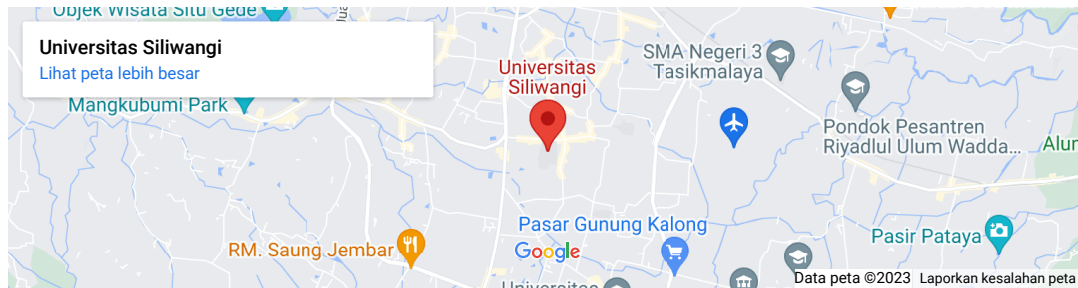 Objek Wisata Situ Gede
Universitas Siliwangi
Lihat peta lebih besar
Mangkubumi Park
Universitas
Siliwangi
SMA Negeri 3
Tasikmalaya
Pondok Pesantren
Riyadlul Ulum Wadda...
Alun
Pasar Gunung Kalong
Google
RM. Saung Jembar
Pasir Pataya
Universitas
Data peta ©2023
Laporkan kesalahan peta